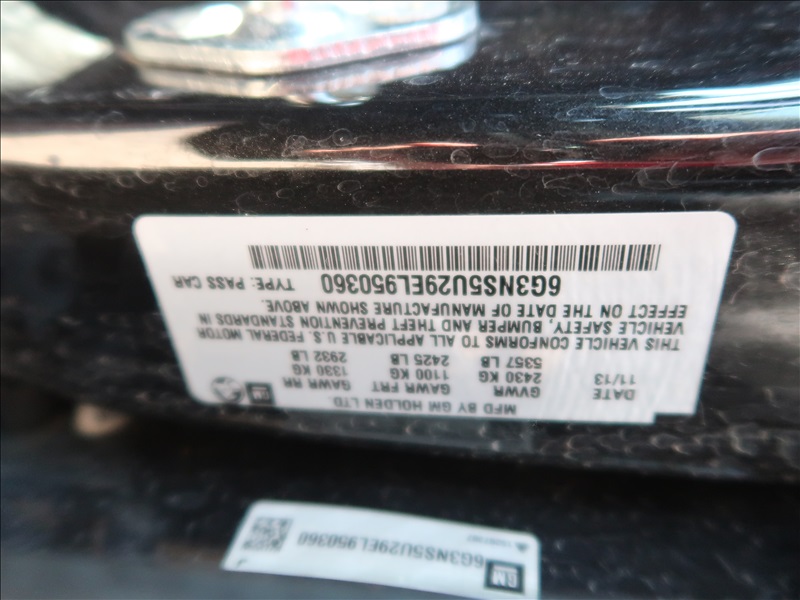 MFD BY GM HOLDEN LTD.
GM
DATE GVWR GAWR FRT GAWR RR
11/13 2430 KG 1100 KG 1330 KG
5357 LB 2425 LB 2932 LB
THIS VEHICLE CONFORMS TO ALL APPLICABLE U.S. FEDERAL MOTOR
VEHICLE SAFETY, BUMPER AND THEFT PREVENTION STANDARDS IN
EFFECT ON THE DATE OF MANUFACTURE SHOWN ABOVE.
6G3NS5U29EL950360 TYPE: PASS CAR
GM
6G3NS5U29EL950360